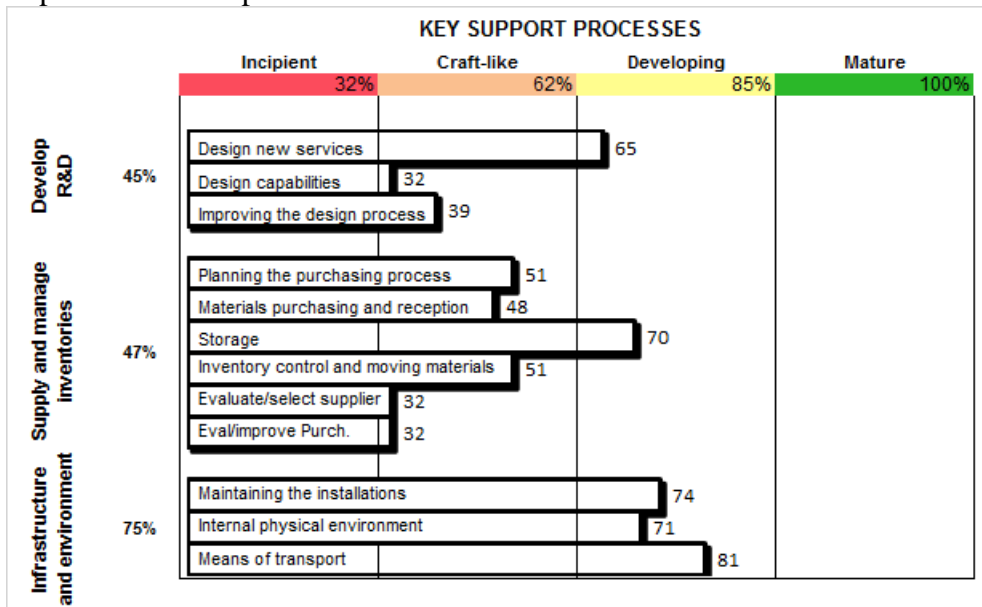 KEY SUPPORT PROCESSES
Incipient Craft-like Developing Mature
32% 62% 85% 100%
Develop
R&D
45%
Design new services 65
Design capabilities 32
Improving the design process 39
Supply and manage
inventories
47%
Planning the purchasing process 51
Materials purchasing and reception 48
Storage 70
Inventory control and moving materials 51
Evaluate/select supplier 32
Eval/improve Purch. 32
Infrastructure
and environment
75%
Maintaining the installations 74
Internal physical environment 71
Means of transport 81